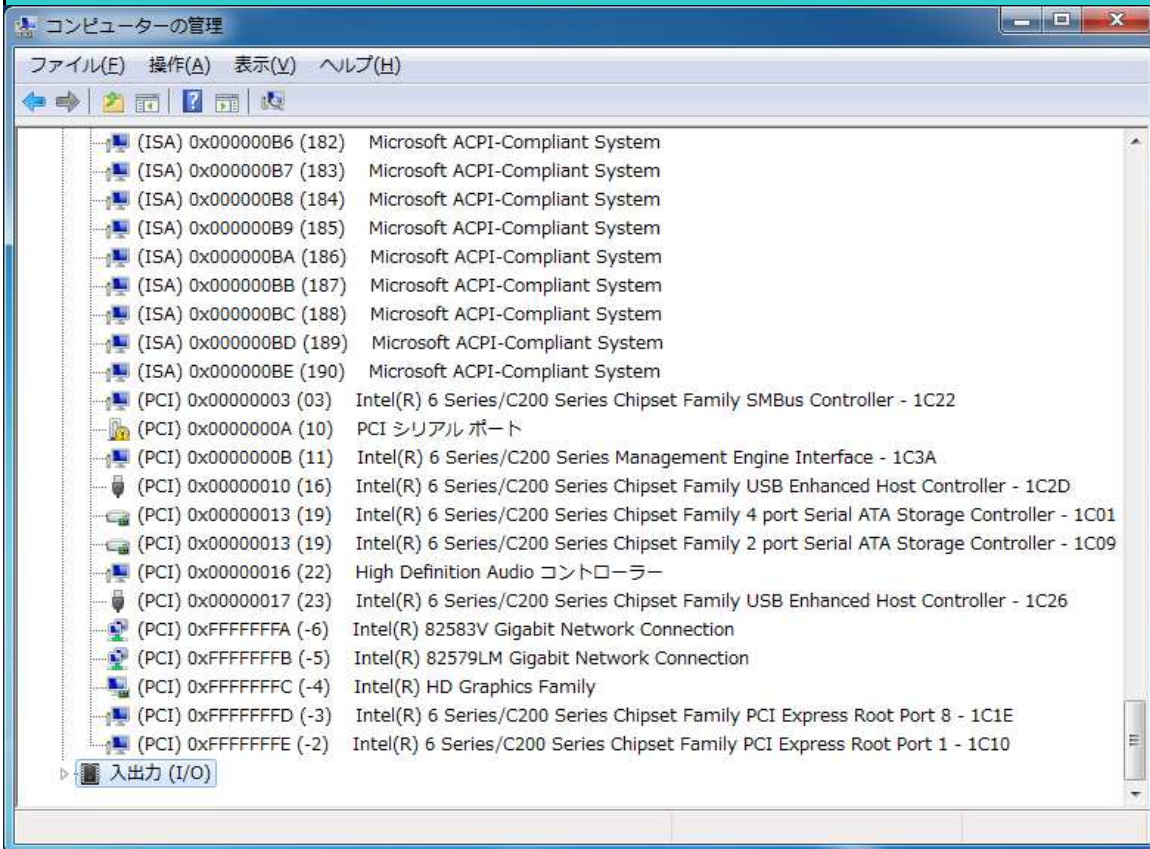 コンピューターの管理
ファイル(F) 操作(A) 表示(V) ヘルプ(H)
(ISA) 0x000000B6 (182) Microsoft ACPI-Compliant System
(ISA) 0x000000B7 (183) Microsoft ACPI-Compliant System
(ISA) 0x000000B8 (184) Microsoft ACPI-Compliant System
(ISA) 0x000000B9 (185) Microsoft ACPI-Compliant System
(ISA) 0x000000BA (186) Microsoft ACPI-Compliant System
(ISA) 0x000000BB (187) Microsoft ACPI-Compliant System
(ISA) 0x000000BC (188) Microsoft ACPI-Compliant System
(ISA) 0x000000BD (189) Microsoft ACPI-Compliant System
(ISA) 0x000000BE (190) Microsoft ACPI-Compliant System
(PCI) 0x00000003 (03) Intel(R) 6 Series/C200 Series Chipset Family SMBus Controller - 1C22
(PCI) 0x0000000A (10) PCI シリアル ポート
(PCI) 0x0000000B (11) Intel(R) 6 Series/C200 Series Management Engine Interface - 1C3A
(PCI) 0x00000010 (16) Intel(R) 6 Series/C200 Series Chipset Family USB Enhanced Host Controller - 1C2D
(PCI) 0x00000013 (19) Intel(R) 6 Series/C200 Series Chipset Family 4 port Serial ATA Storage Controller - 1C01
(PCI) 0x00000013 (19) Intel(R) 6 Series/C200 Series Chipset Family 2 port Serial ATA Storage Controller - 1C09
(PCI) 0x00000016 (22) High Definition Audio コントローラー
(PCI) 0x00000017 (23) Intel(R) 6 Series/C200 Series Chipset Family USB Enhanced Host Controller - 1C26
(PCI) 0xFFFFFFFA (-6) Intel(R) 82583V Gigabit Network Connection
(PCI) 0xFFFFFFFB (-5) Intel(R) 82579LM Gigabit Network Connection
(PCI) 0xFFFFFFFC (-4) Intel(R) HD Graphics Family
(PCI) 0xFFFFFFFD (-3) Intel(R) 6 Series/C200 Series Chipset Family PCI Express Root Port 8 - 1C1E
(PCI) 0xFFFFFFFE (-2) Intel(R) 6 Series/C200 Series Chipset Family PCI Express Root Port 1 - 1C10
入出力 (I/O)